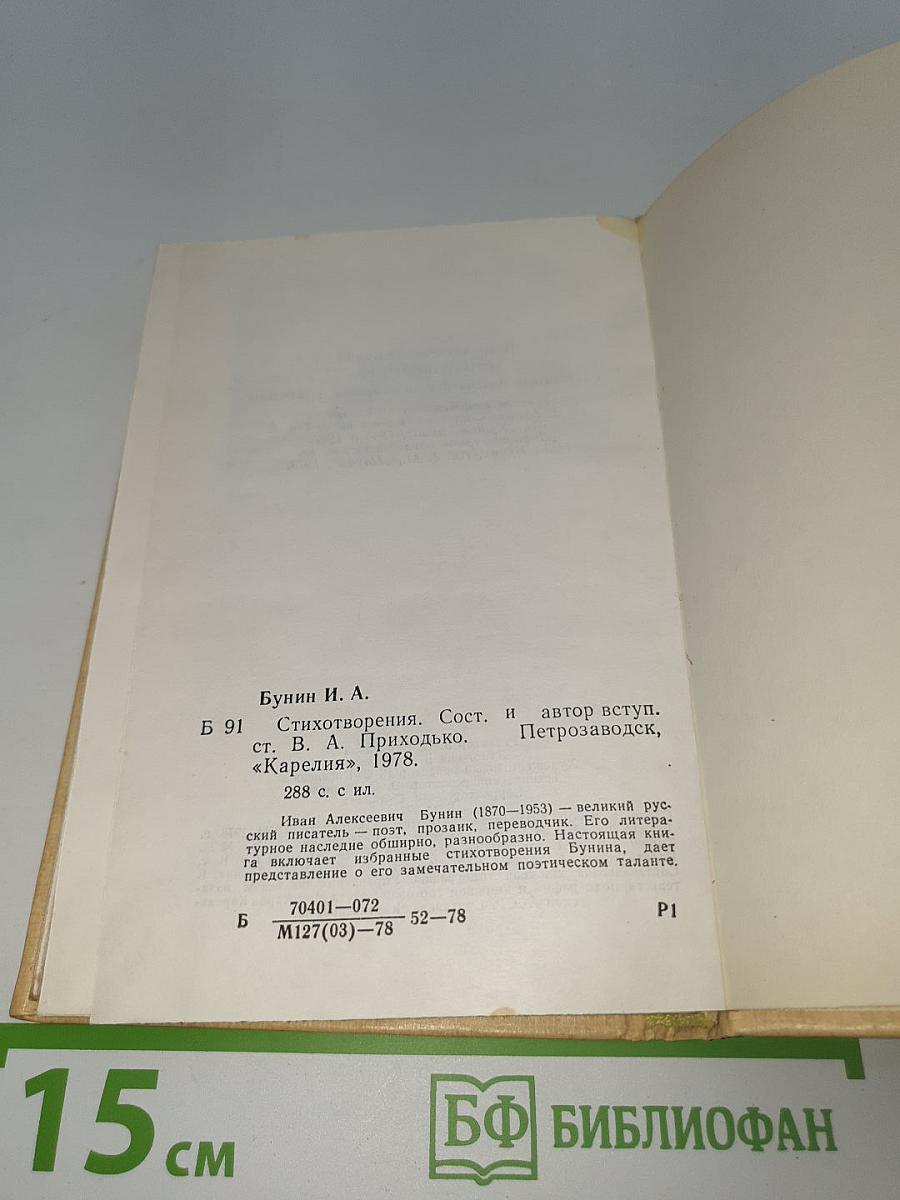 Бунин И. А.
Б 91 Стихотворения. Сост. и автор вступ.
ст. В. А. Приходько. Петрозаводск,
«Карелия», 1978.
288 с. с ил.
Иван Алексеевич Бунин (1870—1953) — великий рус-
ский писатель — поэт, прозаик, переводчик. Его литера-
турное наследие обширно, разнообразно. Настоящая кни-
га включает избранные стихотворения Бунина, дает
представление о его замечательном поэтическом таланте.
Б 70401—072 52—78 Р1
М127(03)—78
15 см БФ БИБЛИОФАН